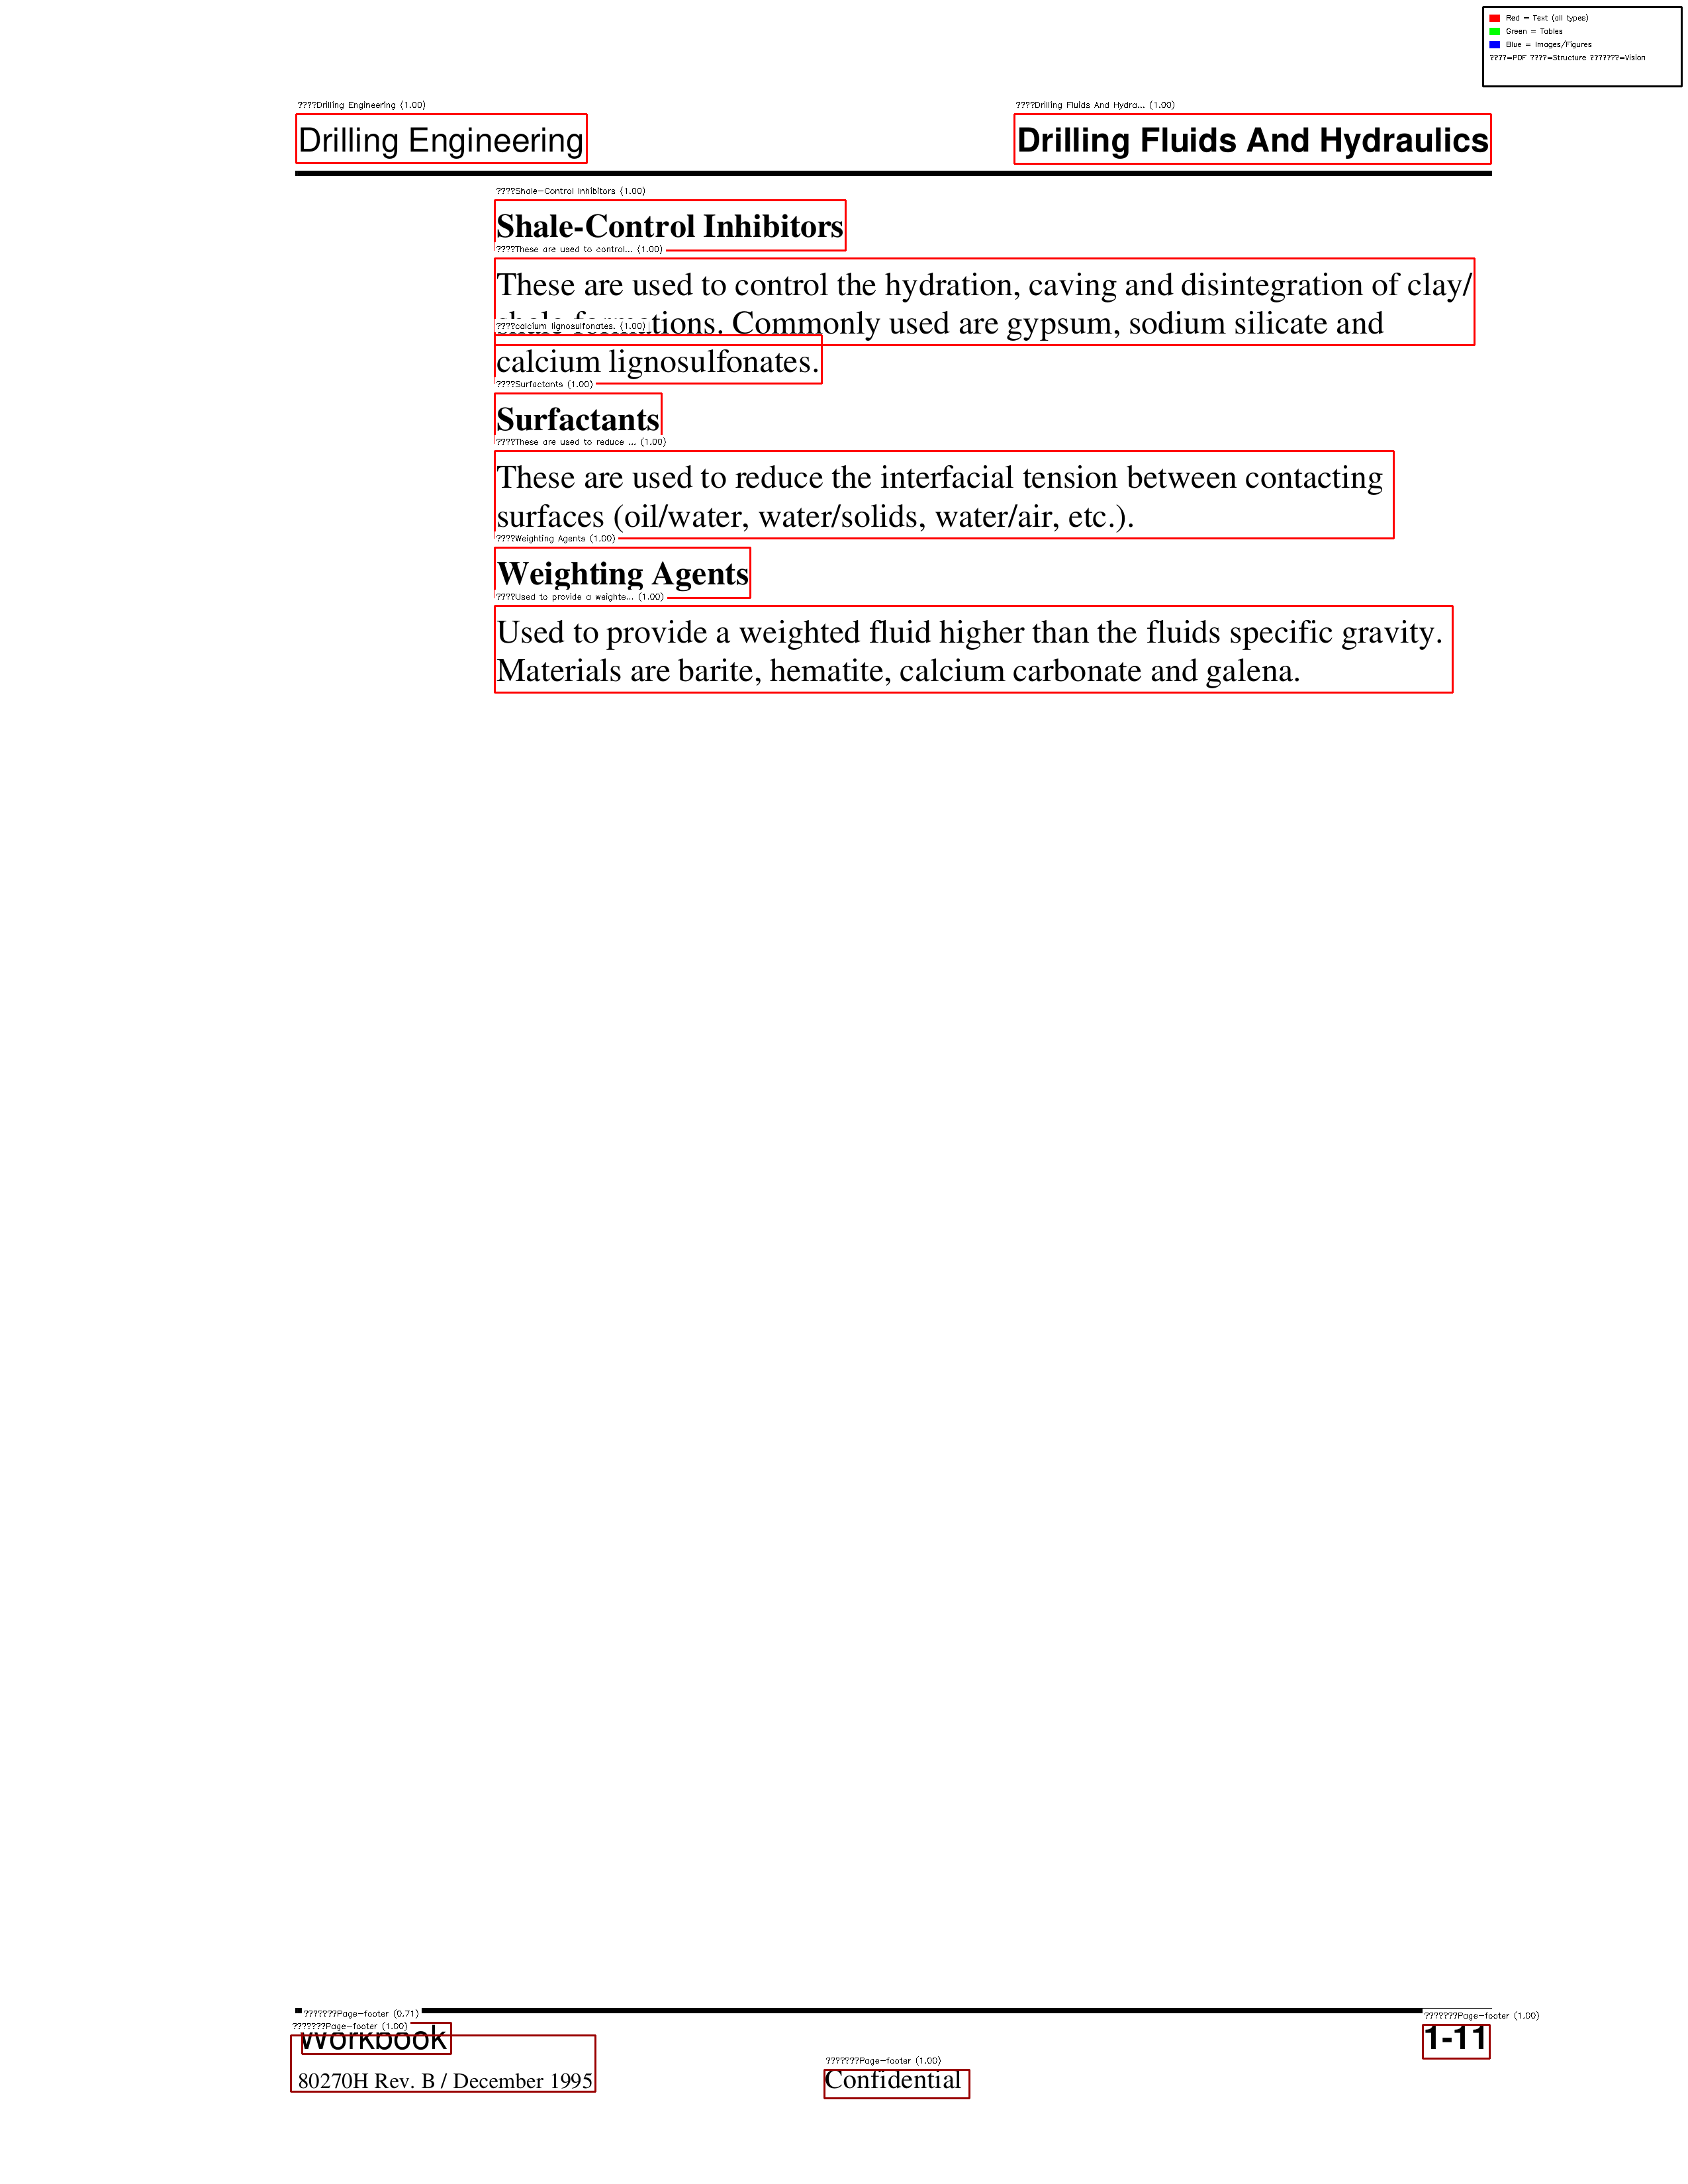 Red = Text (all types)
Green = Tables
Blue = Images/Figures
????=PDF ????=Structure ???????=Vision
????Drilling Engineering (1.00)
????Drilling Fluids And Hydra... (1.00)
Drilling Engineering
Drilling Fluids And Hydraulics
????Shale-Control Inhibitors (1.00)
Shale-Control Inhibitors
????These are used to control... (1.00)
These are used to control the hydration, caving and disintegration of clay/
????calcium lignosulfonates. (1.00)
shale formations. Commonly used are gypsum, sodium silicate and
calcium lignosulfonates.
????Surfactants (1.00)
Surfactants
????These are used to reduce ... (1.00)
These are used to reduce the interfacial tension between contacting
surfaces (oil/water, water/solids, water/air, etc.).
????Weighting Agents (1.00)
Weighting Agents
????Used to provide a weighte... (1.00)
Used to provide a weighted fluid higher than the fluids specific gravity.
Materials are barite, hematite, calcium carbonate and galena.
???????Page-footer (0.71)
???????Page-footer (1.00)
???????Page-footer (1.00)
Workbook
1-11
???????Page-footer (1.00)
80270H Rev. B / December 1995
Confidential